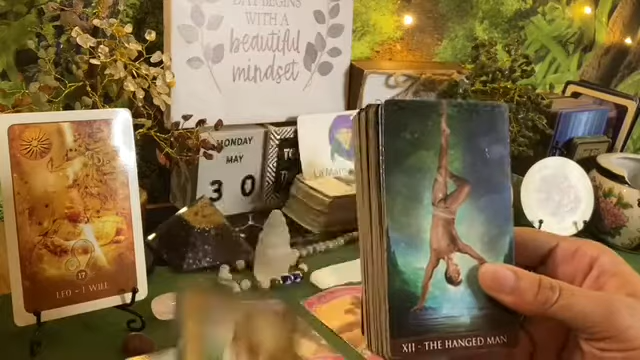 DAY BEGINS
WITH A
beautiful
mindset
MONDAY
MAY
3 0
17
LEO - I WILL
XII - THE HANGED MAN